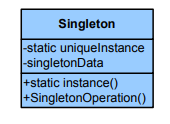 Singleton
-static uniqueInstance
-singletonData
+static instance()
+SingletonOperation()